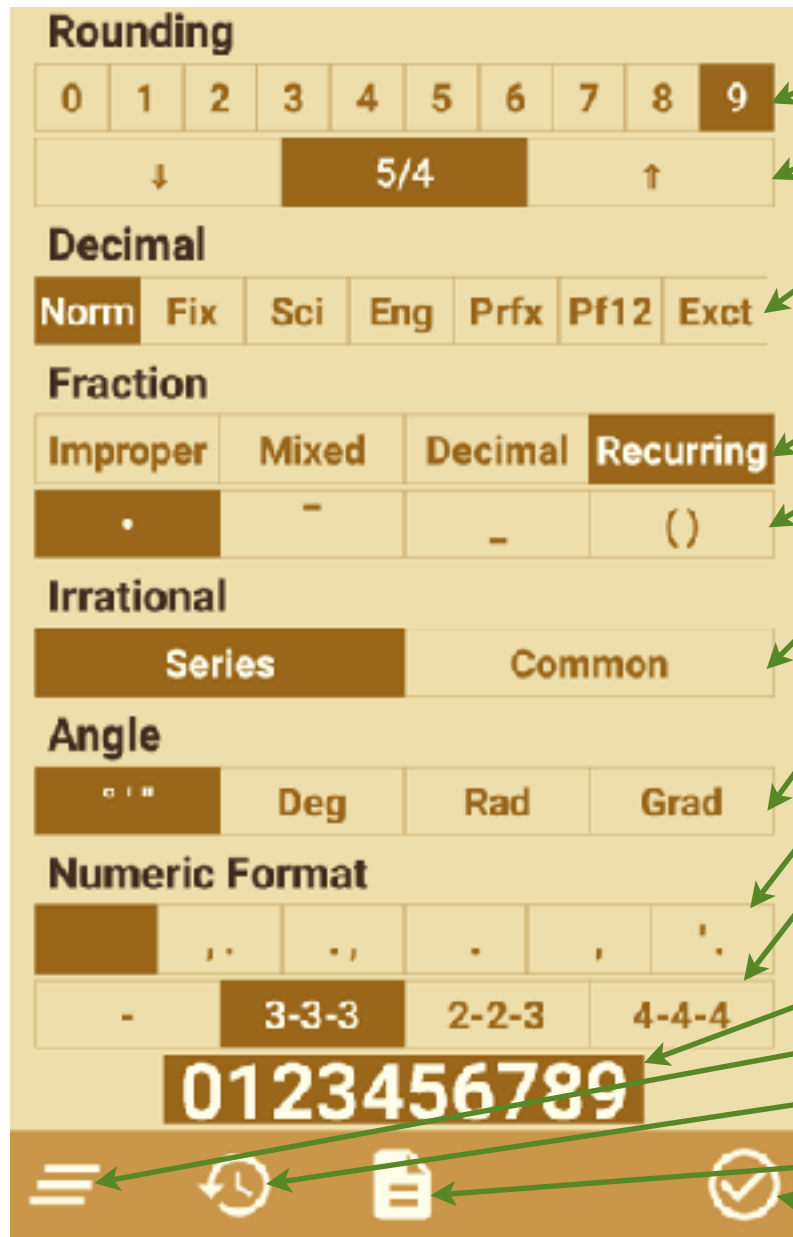 Rounding
0 1 2 3 4 5 6 7 8 9
↓ 5/4 ↑
Decimal
Norm Fix Sci Eng Prfx Pf12 Exct
Fraction
Improper Mixed Decimal Recurring
• ‾ _ ( )
Irrational
Series Common
Angle
° ' " Deg Rad Grad
Numeric Format
, . . , . , ' .
- 3-3-3 2-2-3 4-4-4
0123456789